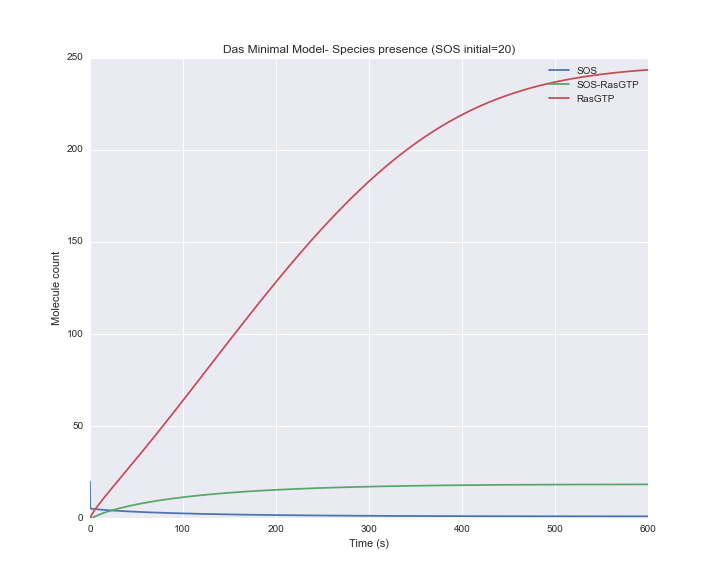 Das Minimal Model- Species presence (SOS initial=20)
250
200
150
100
50
0
Molecule count
SOS
SOS-RasGTP
RasGTP
0 100 200 300 400 500 600
Time (s)